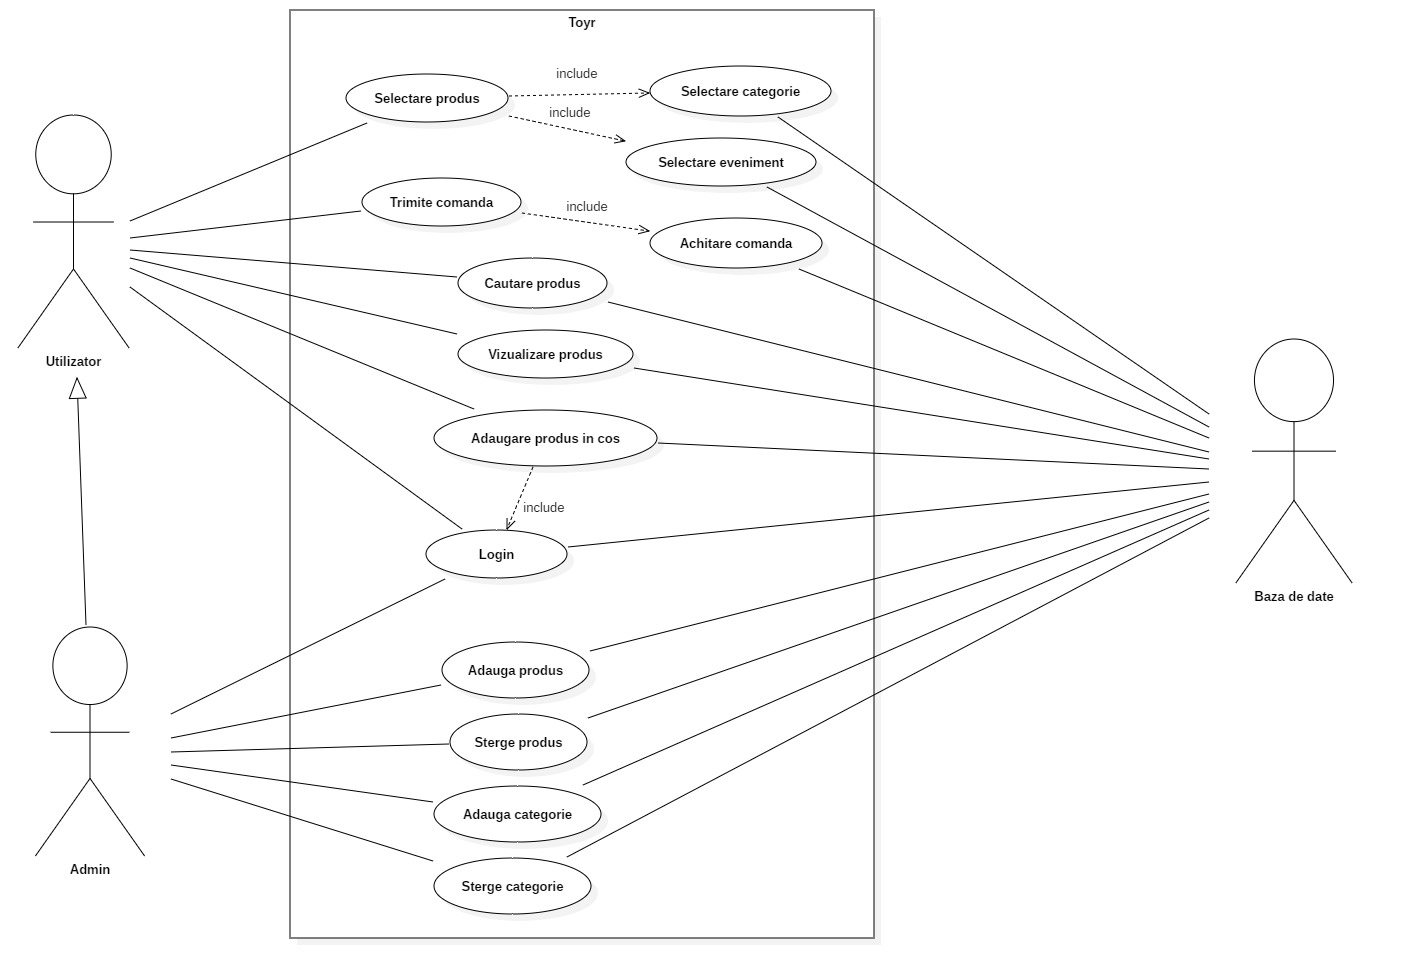 Toyr
include
Selectare produs
Selectare categorie
include
Selectare eveniment
Trimite comanda
include
Achitare comanda
Cautare produs
Vizualizare produs
Utilizator
Adaugare produs in cos
include
Login
Baza de date
Adauga produs
Sterge produs
Adauga categorie
Admin
Sterge categorie